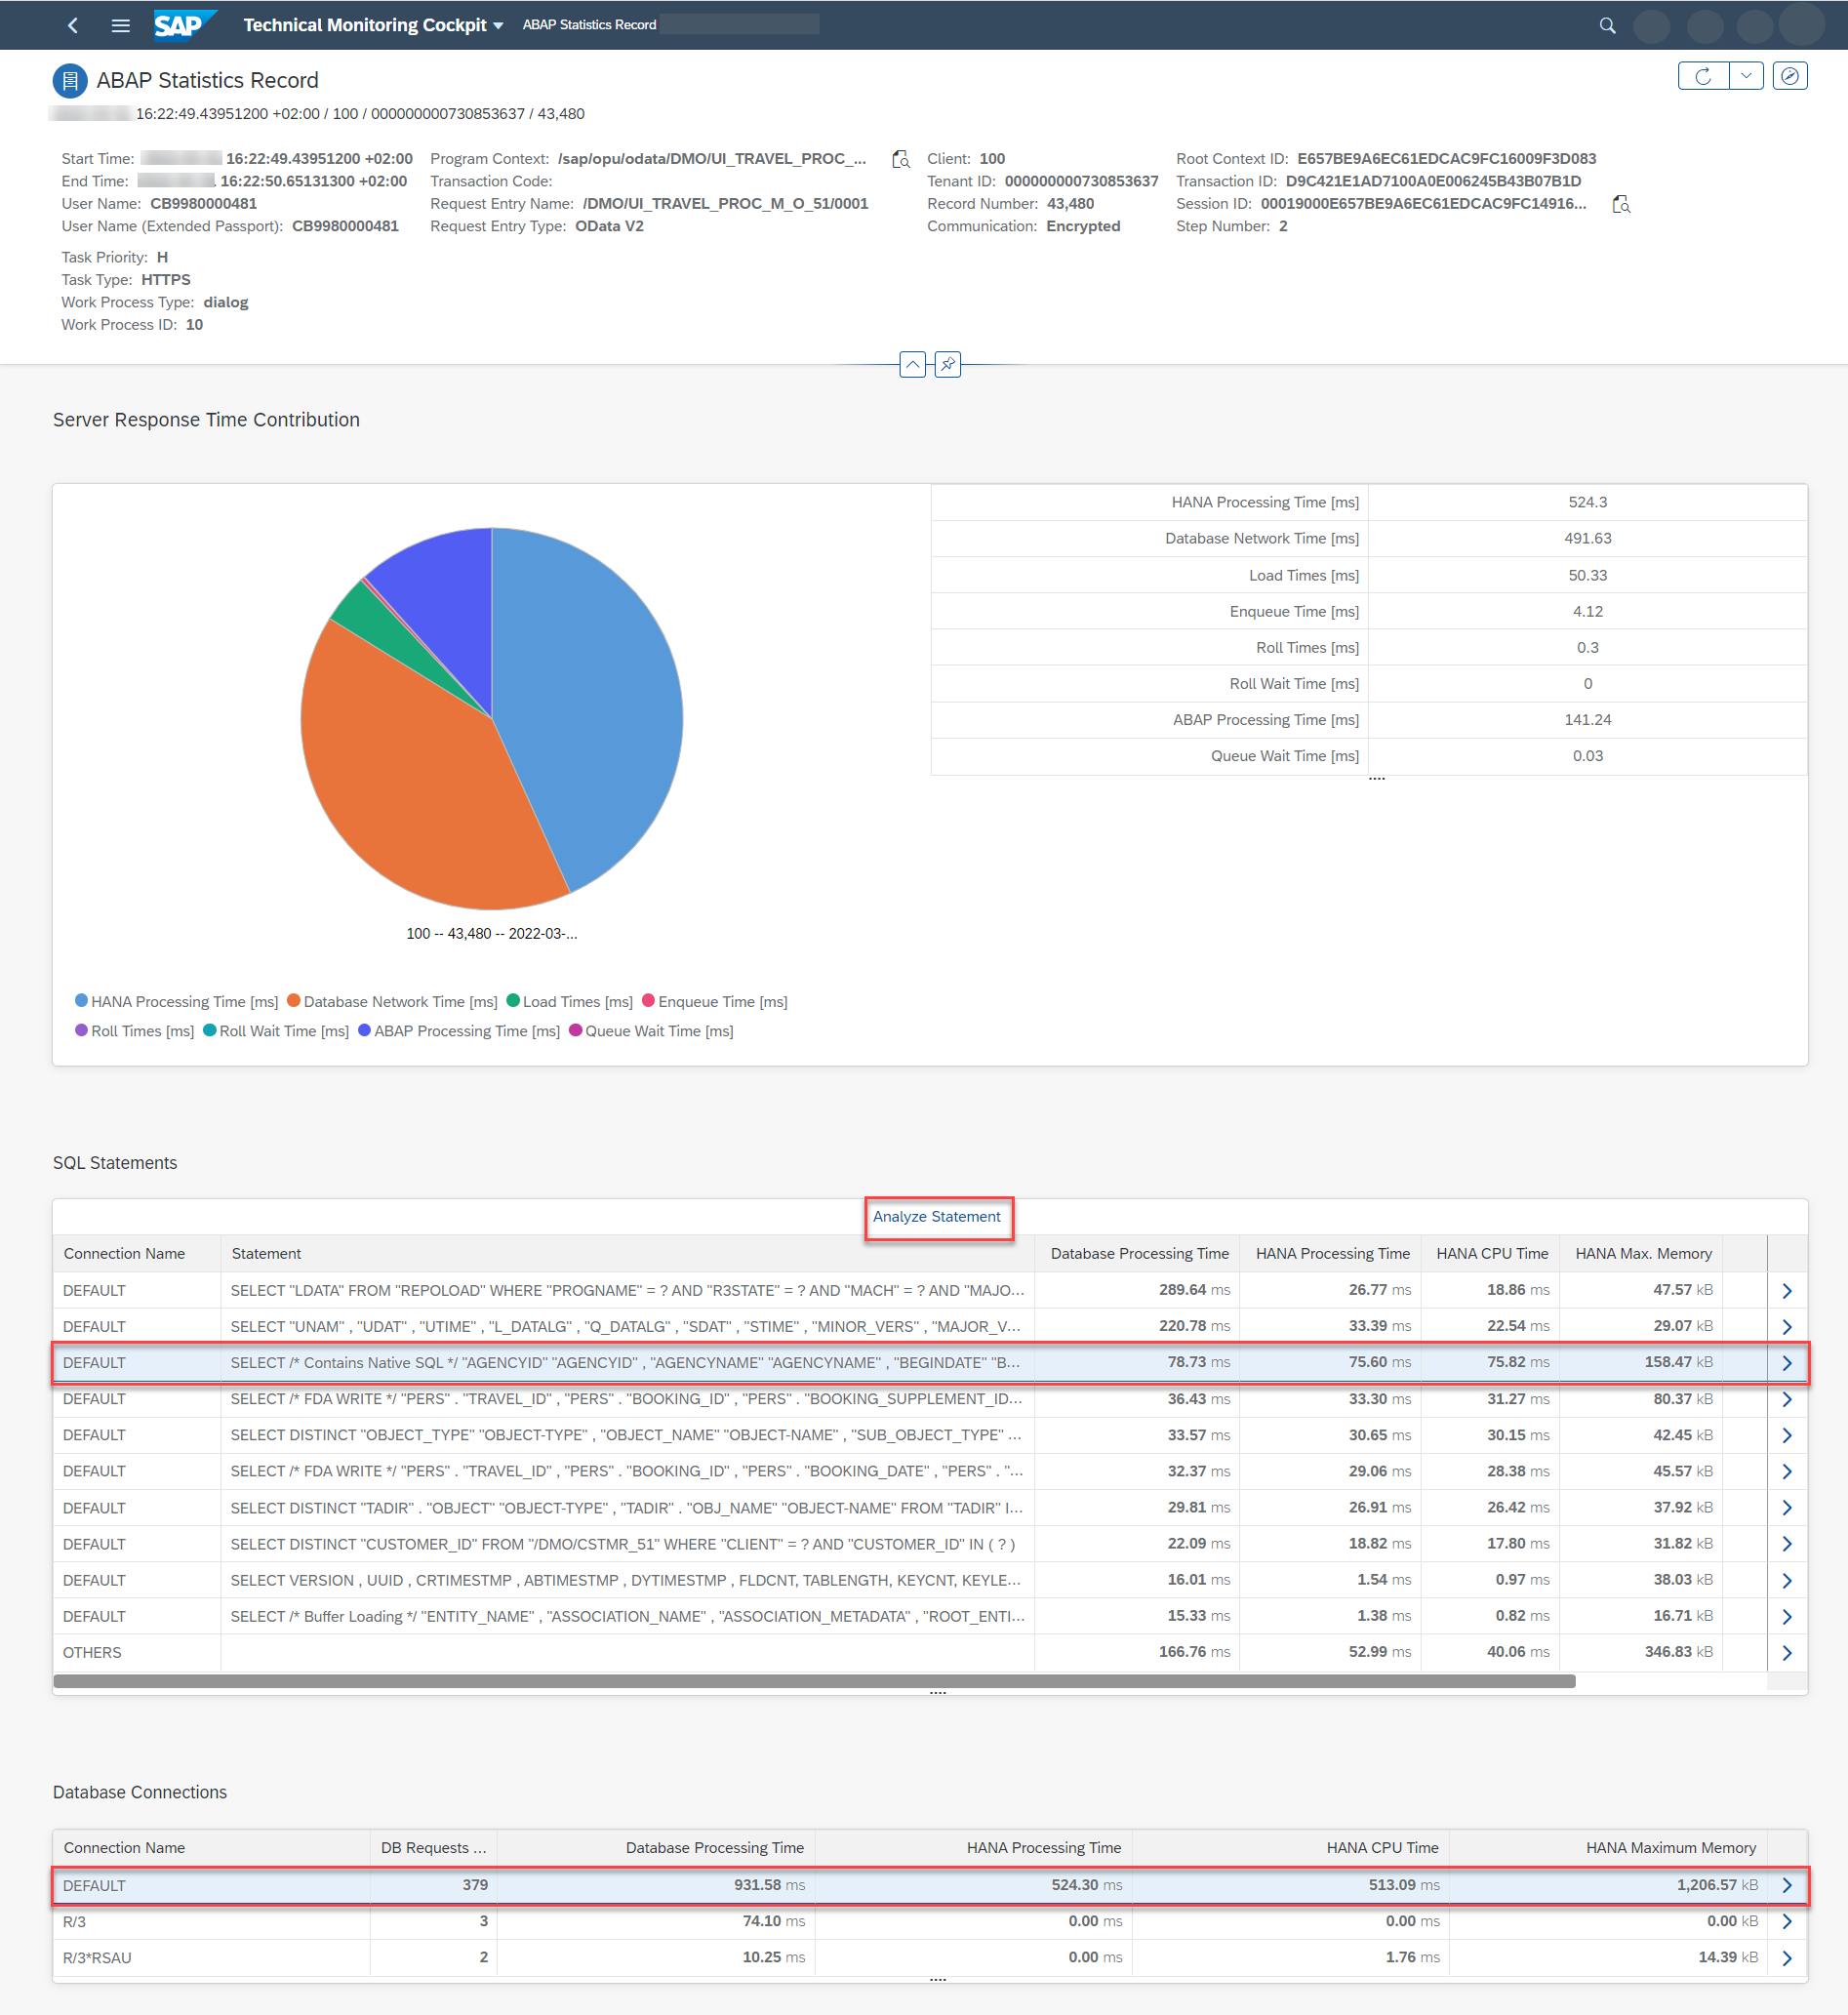 SAP Technical Monitoring Cockpit ABAP Statistics Record
ABAP Statistics Record
16:22:49.43951200 +02:00 / 100 / 000000000730853637 / 43,480
Start Time: 16:22:49.43951200 +02:00
End Time: 16:22:50.65131300 +02:00
User Name: CB9980000481
User Name (Extended Passport): CB9980000481
Program Context: /sap/opu/odata/DMO/UI_TRAVEL_PROC_...
Transaction Code:
Request Entry Name: /DMO/UI_TRAVEL_PROC_M_O_51/0001
Request Entry Type: OData V2
Client: 100
Tenant ID: 000000000730853637
Record Number: 43,480
Communication: Encrypted
Root Context ID: E657BE9A6EC61EDCAC9FC16009F3D083
Transaction ID: D9C421E1AD7100A0E006245B43B07B1D
Session ID: 00019000E657BE9A6EC61EDCAC9FC14916...
Step Number: 2
Task Priority: H
Task Type: HTTPS
Work Process Type: dialog
Work Process ID: 10
Server Response Time Contribution
HANA Processing Time [ms] 524.3
Database Network Time [ms] 491.63
Load Times [ms] 50.33
Enqueue Time [ms] 4.12
Roll Times [ms] 0.3
Roll Wait Time [ms] 0
ABAP Processing Time [ms] 141.24
Queue Wait Time [ms] 0.03
100 -- 43,480 -- 2022-03-...
HANA Processing Time [ms] Database Network Time [ms] Load Times [ms] Enqueue Time [ms]
Roll Times [ms] Roll Wait Time [ms] ABAP Processing Time [ms] Queue Wait Time [ms]
SQL Statements
Analyze Statement
Connection Name Statement Database Processing Time HANA Processing Time HANA CPU Time HANA Max. Memory
DEFAULT SELECT "LDATA" FROM "REPOLOAD" WHERE "PROGNAME" = ? AND "R3STATE" = ? AND "MACH" = ? AND "MAJO... 289.64 ms 26.77 ms 18.86 ms 47.57 kB
DEFAULT SELECT "UNAM" , "UDAT" , "UTIME" , "L_DATALG" , "Q_DATALG" , "SDAT" , "STIME" , "MINOR_VERS" , "MAJOR_V... 220.78 ms 33.39 ms 22.54 ms 29.07 kB
DEFAULT SELECT /* Contains Native SQL */ "AGENCYID" "AGENCYID" , "AGENCYNAME" "AGENCYNAME" , "BEGINDATE" "B... 78.73 ms 75.60 ms 75.82 ms 158.47 kB
DEFAULT SELECT /* FDA WRITE */ "PERS" . "TRAVEL_ID" , "PERS" . "BOOKING_ID" , "PERS" . "BOOKING_SUPPLEMENT_ID... 36.43 ms 33.30 ms 31.27 ms 80.37 kB
DEFAULT SELECT DISTINCT "OBJECT_TYPE" "OBJECT-TYPE" , "OBJECT_NAME" "OBJECT-NAME" , "SUB_OBJECT_TYPE" ... 33.57 ms 30.65 ms 30.15 ms 42.45 kB
DEFAULT SELECT /* FDA WRITE */ "PERS" . "TRAVEL_ID" , "PERS" . "BOOKING_ID" , "PERS" . "BOOKING_DATE" , "PERS" . "... 32.37 ms 29.06 ms 28.38 ms 45.57 kB
DEFAULT SELECT DISTINCT "TADIR" . "OBJECT" "OBJECT-TYPE" , "TADIR" . "OBJ_NAME" "OBJECT-NAME" FROM "TADIR" I... 29.81 ms 26.91 ms 26.42 ms 37.92 kB
DEFAULT SELECT DISTINCT "CUSTOMER_ID" FROM "/DMO/CSTMR_51" WHERE "CLIENT" = ? AND "CUSTOMER_ID" IN ( ? ) 22.09 ms 18.82 ms 17.80 ms 31.82 kB
DEFAULT SELECT VERSION , UUID , CRTIMESTMP , ABTIMESTMP , DYTIMESTMP , FLDCNT, TABLENGTH, KEYCNT, KEYLE... 16.01 ms 1.54 ms 0.97 ms 38.03 kB
DEFAULT SELECT /* Buffer Loading */ "ENTITY_NAME" , "ASSOCIATION_NAME" , "ASSOCIATION_METADATA" , "ROOT_ENTI... 15.33 ms 1.38 ms 0.82 ms 16.71 kB
OTHERS 166.76 ms 52.99 ms 40.06 ms 346.83 kB
Database Connections
Connection Name DB Requests ... Database Processing Time HANA Processing Time HANA CPU Time HANA Maximum Memory
DEFAULT 379 931.58 ms 524.30 ms 513.09 ms 1,206.57 kB
R/3 3 74.10 ms 0.00 ms 0.00 ms 0.00 kB
R/3*RSAU 2 10.25 ms 0.00 ms 1.76 ms 14.39 kB